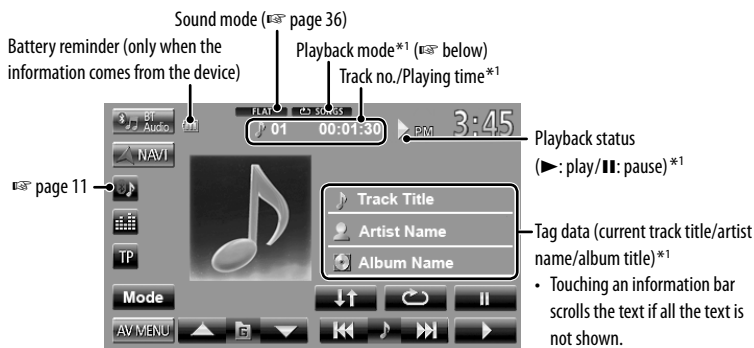 Sound mode (☞ page 36)
Battery reminder (only when the
information comes from the device)
Playback mode*1 (☞ below)
Track no./Playing time*1
FLAT
SONGS
BT
Audio
01 00:01:30
PM 3:45
NAVI
Playback status
(►: play/II: pause)*1
☞ page 11
Track Title
Artist Name
Album Name
TP
Tag data (current track title/artist
name/album title)*1
• Touching an information bar
scrolls the text if all the text is
not shown.
Mode
AV MENU